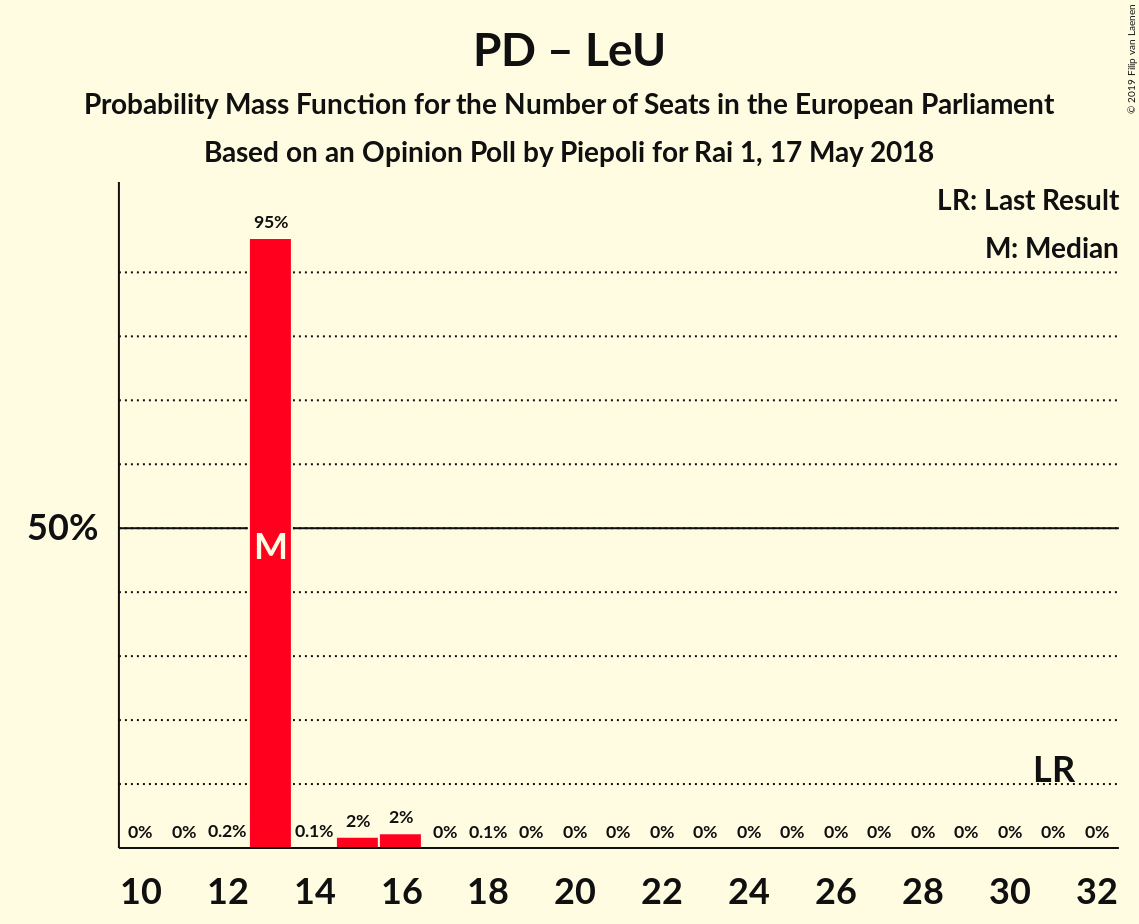 PD – LeU
Probability Mass Function for the Number of Seats in the European Parliament
Based on an Opinion Poll by Piepoli for Rai 1, 17 May 2018
© 2019 Filip van Laenen
LR: Last Result
M: Median
95%
50%
M
LR
0% 0% 0.2% 0.1% 2% 2% 0% 0.1% 0% 0% 0% 0% 0% 0% 0% 0% 0% 0% 0% 0% 0% 0%
10 12 14 16 18 20 22 24 26 28 30 32